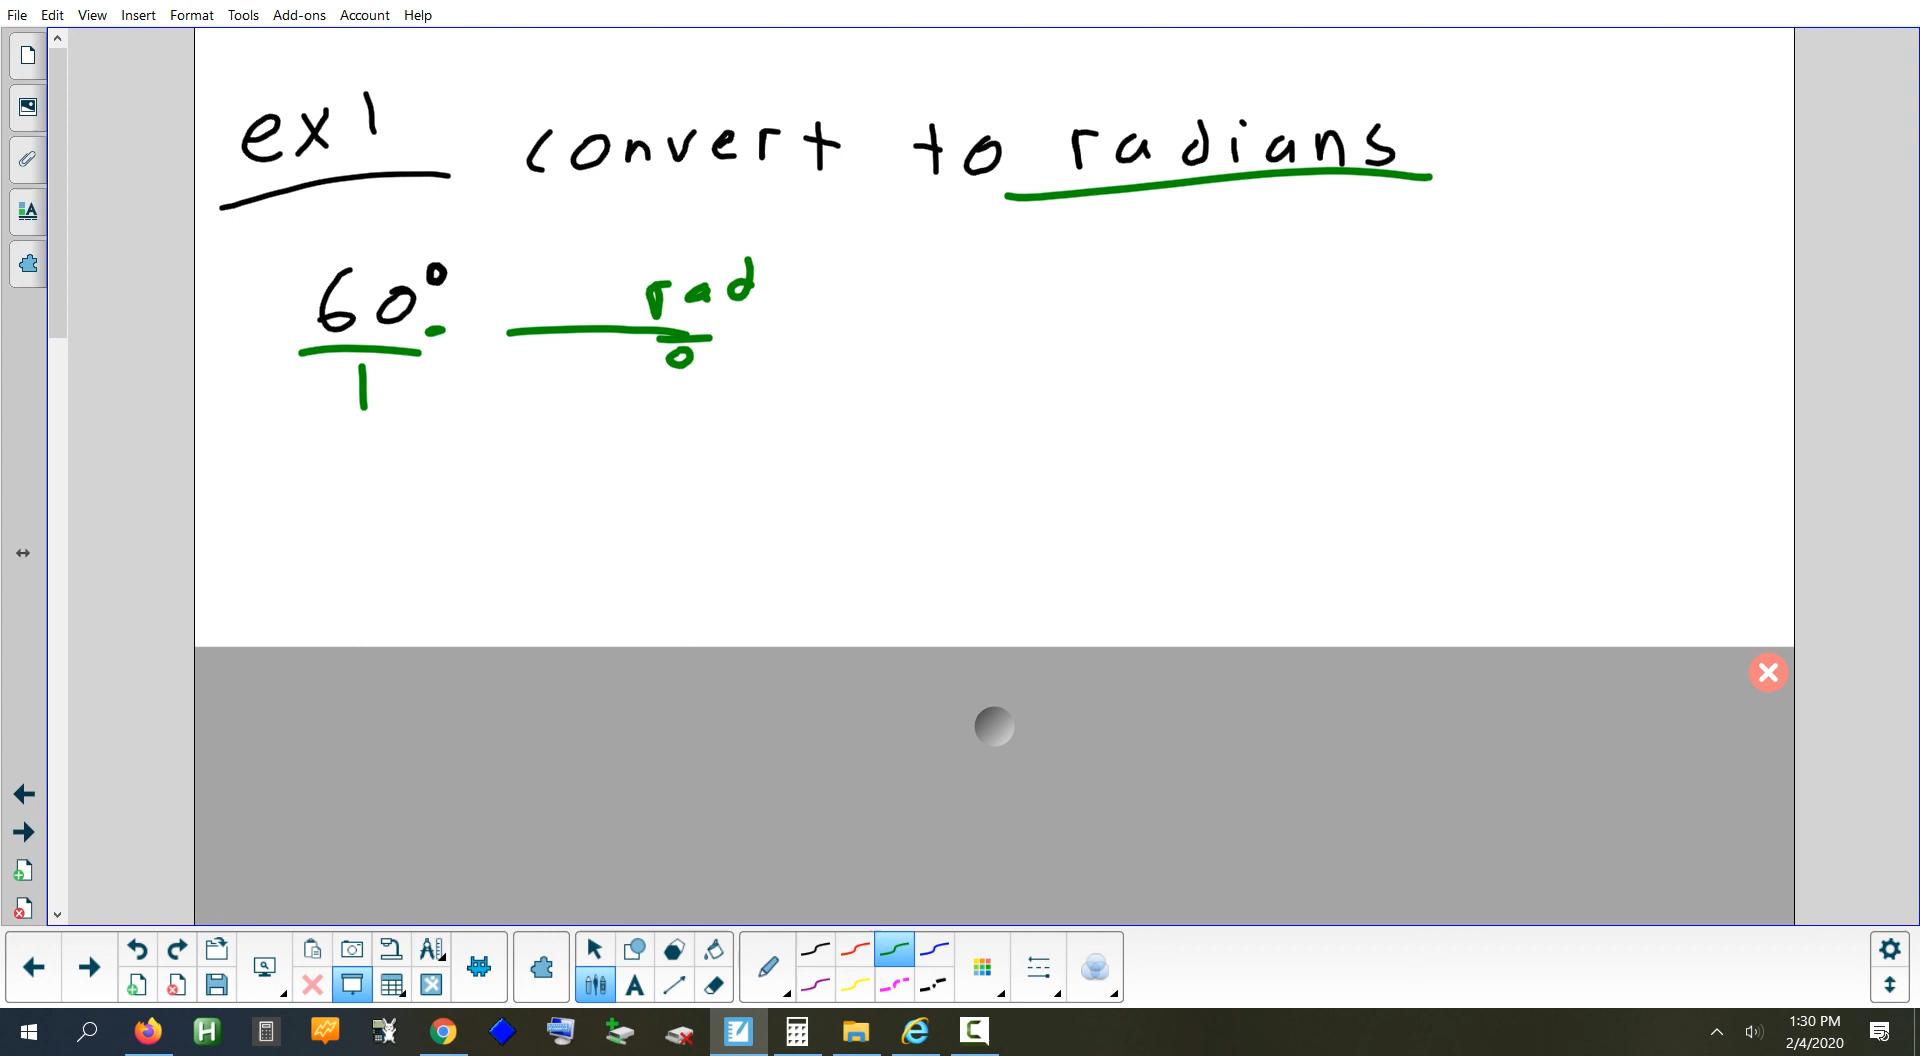 File Edit View Insert Format Tools Add-ons Account Help
ex 1 convert to radians
60° rad
1 °
1:30 PM
2/4/2020